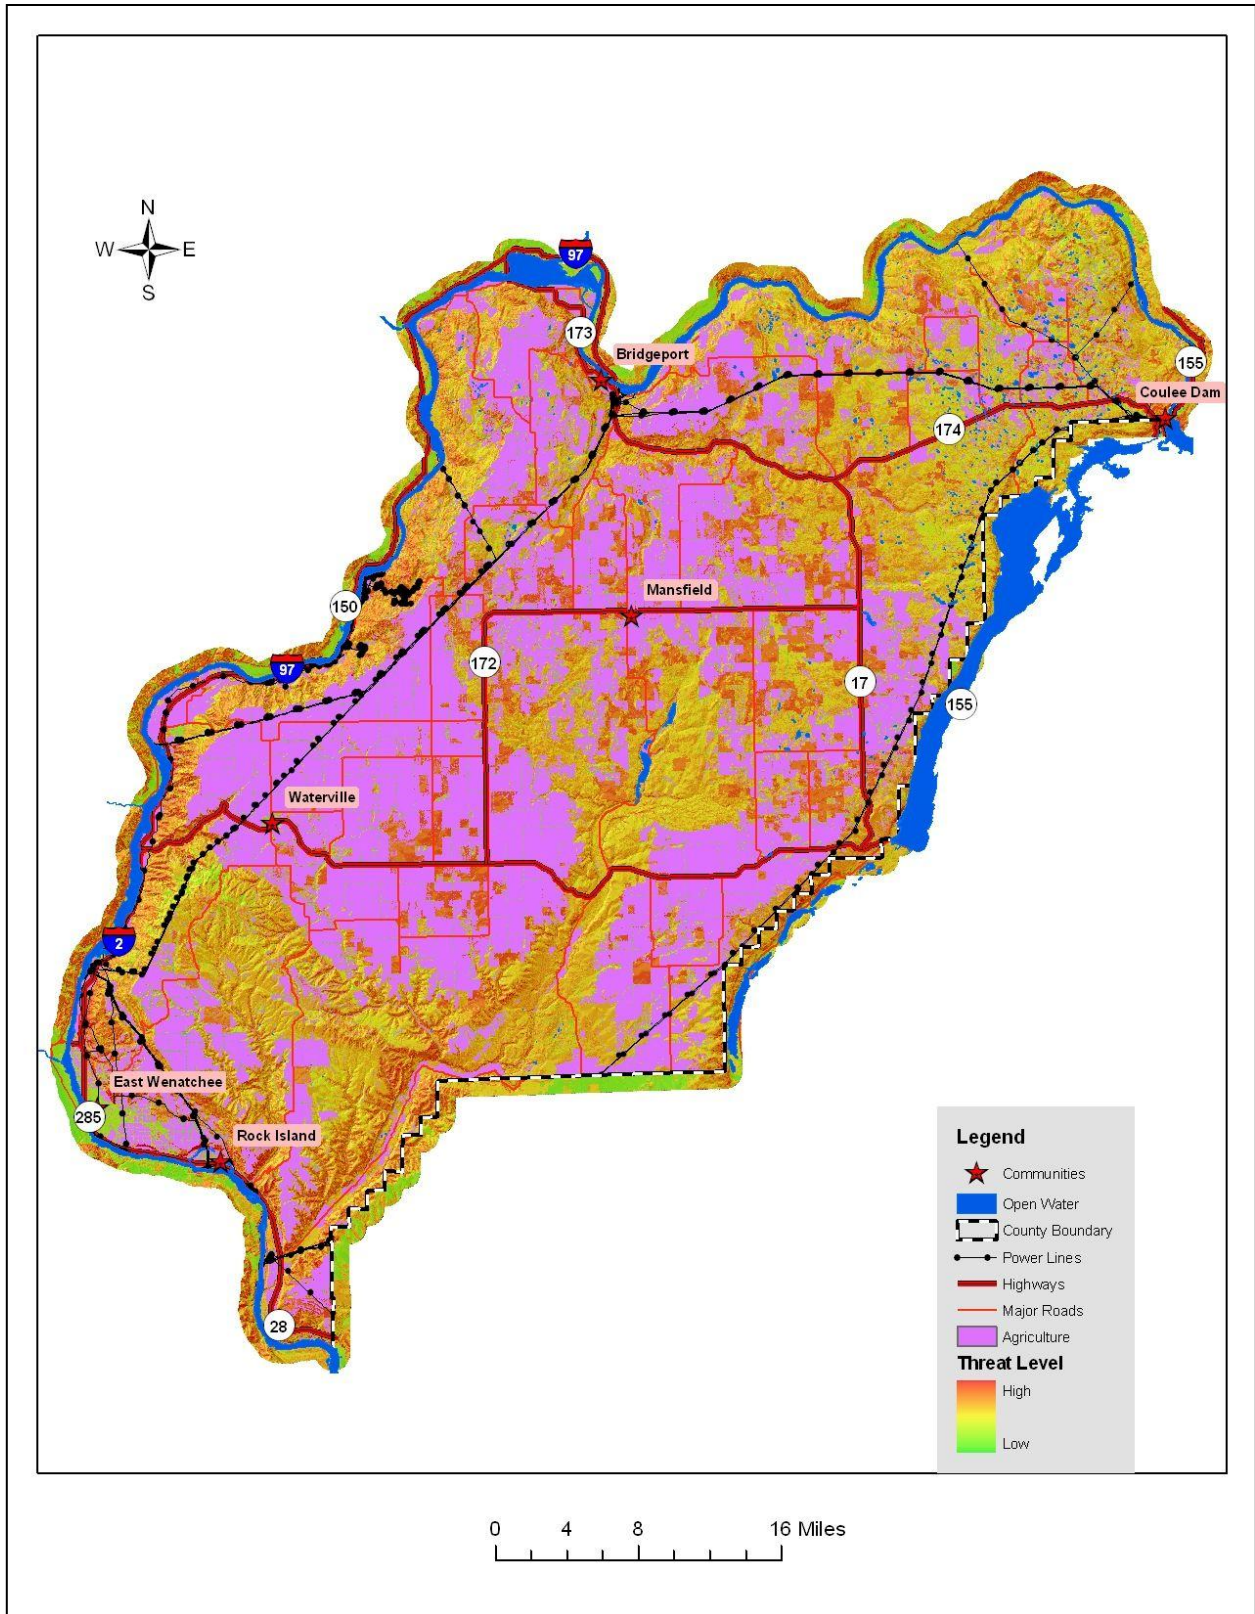 N
W E
S
97
173
Bridgeport
155
Coulee Dam
174
150
Mansfield
97
172
17
155
Waterville
2
East Wenatchee
285
Rock Island
28
Legend
Communities
Open Water
County Boundary
Power Lines
Highways
Major Roads
Agriculture
Threat Level
High
Low
0 4 8 16 Miles